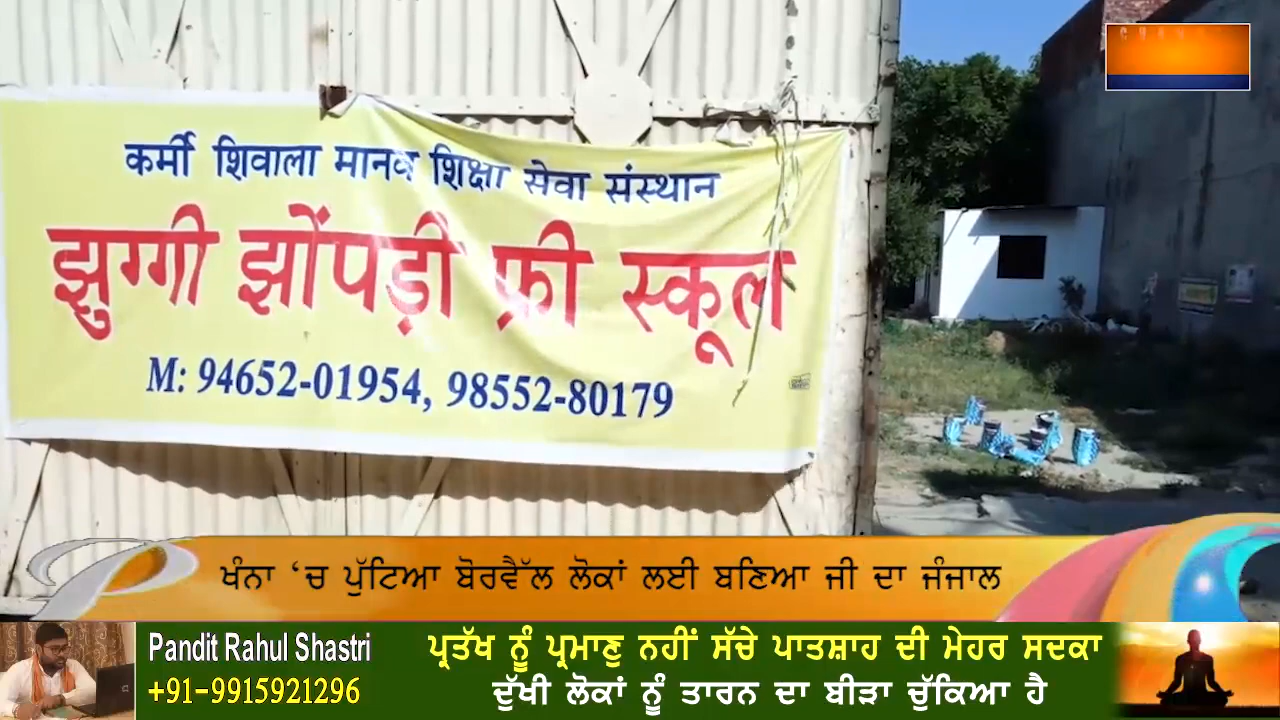 कर्मी शिवाला मानव शिक्षा सेवा संस्थान
झुग्गी झोंपड़ी फ्री स्कूल
M: 94652-01954, 98552-80179
ਖੰਨਾ ‘ਚ ਪੁੱਟਿਆ ਬੋਰਵੈੱਲ ਲੋਕਾਂ ਲਈ ਬਣਿਆ ਜੀ ਦਾ ਜੰਜਾਲ
Pandit Rahul Shastri
+91-9915921296
ਪ੍ਰਤੱਖ ਨੂੰ ਪ੍ਰਮਾਣੁ ਨਹੀਂ ਸੱਚੇ ਪਾਤਸ਼ਾਹ ਦੀ ਮੇਹਰ ਸਦਕਾ
ਦੁੱਖੀ ਲੋਕਾਂ ਨੂੰ ਤਾਰਨ ਦਾ ਬੀੜਾ ਚੁੱਕਿਆ ਹੈ